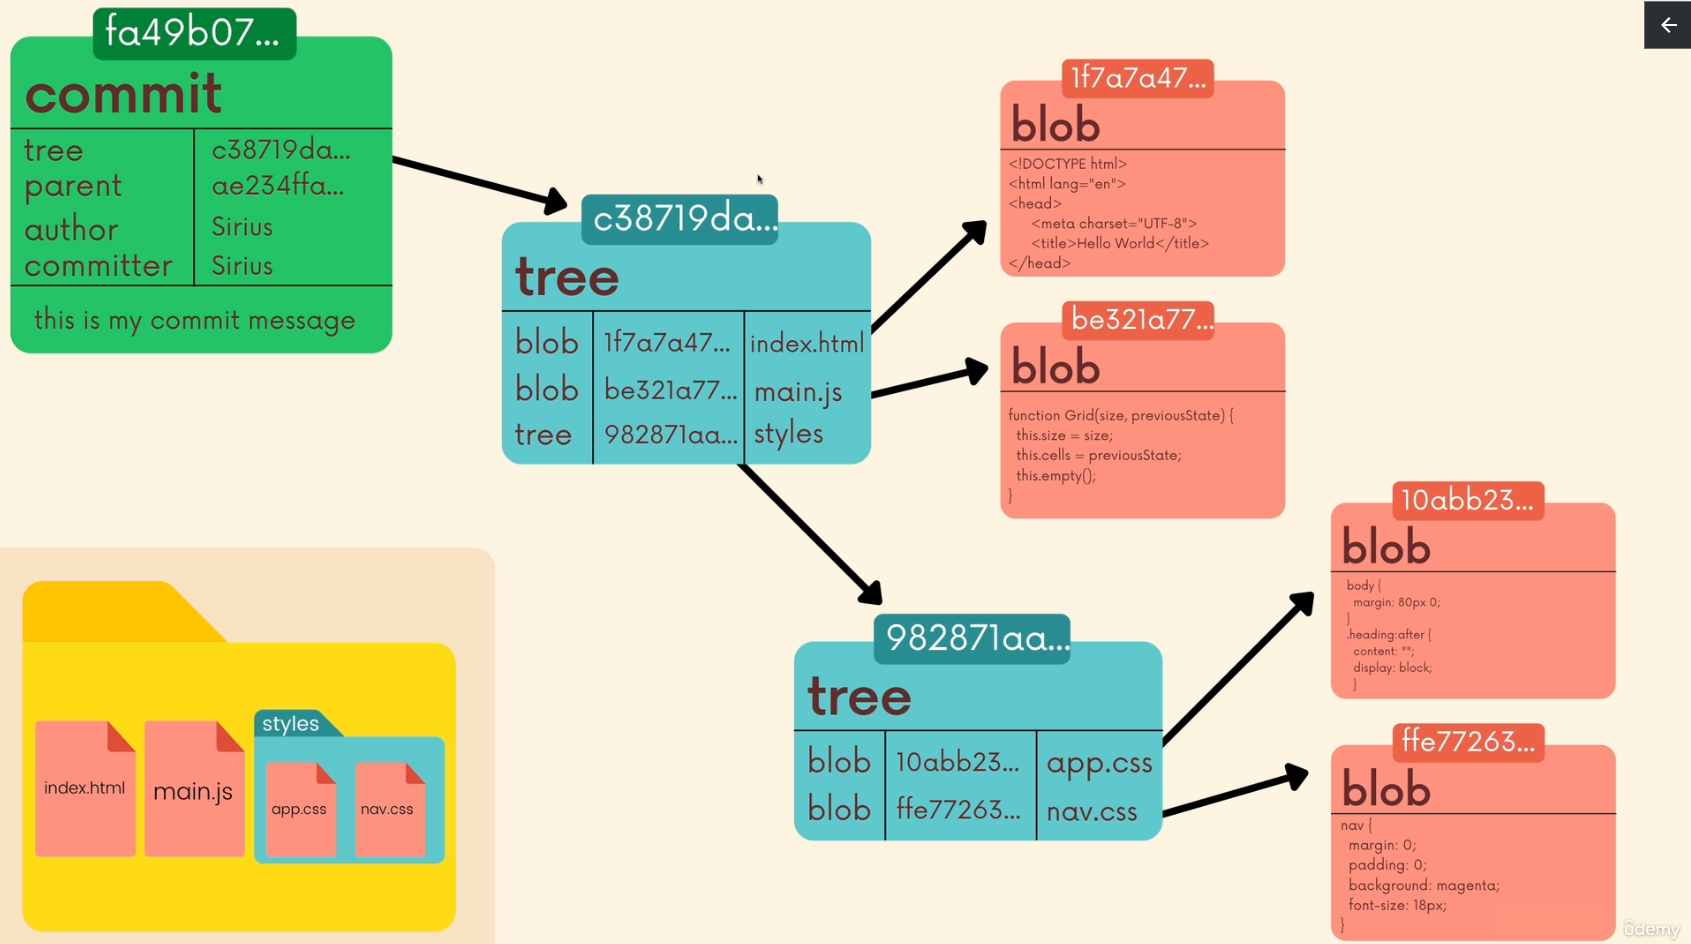 fa49b07...
commit
tree c38719da...
parent ae234ffa...
author Sirius
committer Sirius
this is my commit message
c38719da...
tree
blob 1f7a7a47... index.html
blob be321a77... main.js
tree 982871aa... styles
1f7a7a47...
blob
<!DOCTYPE html>
<html lang="en">
<head>
<meta charset="UTF-8">
<title>Hello World</title>
</head>
be321a77...
blob
function Grid(size, previousState) {
this.size = size;
this.cells = previousState;
this.empty();
}
982871aa...
tree
blob 10abb23... app.css
blob ffe77263... nav.css
10abb23...
blob
body {
margin: 80px 0;
}
.heading:after {
content: "";
display: block;
}
ffe77263...
blob
nav {
margin: 0;
padding: 0;
background: magenta;
font-size: 18px;
}
styles
index.html
main.js
app.css
nav.css
ûdemy